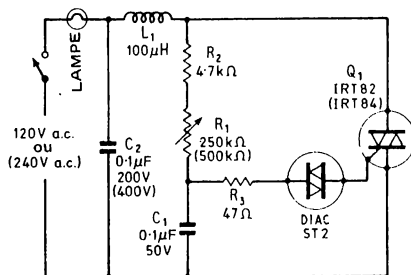 LAMPE
L1
100µH
R2
4·7kΩ
Q1
IRT82
(IRT84)
R1
250kΩ
(500kΩ)
120V a.c.
ou
(240V a.c.)
C2
0·1µF
200V
(400V)
R3
47Ω
DIAC
ST2
C1
0·1µF
50V